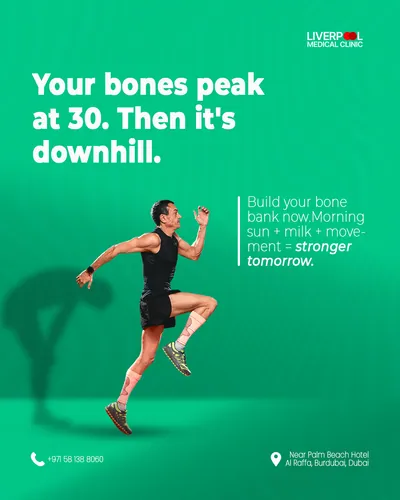 LIVERPOOL
MEDICAL CLINIC
Your bones peak
at 30. Then it's
downhill.
Build your bone
bank now.Morning
sun + milk + move-
ment = stronger
tomorrow.
+971 58 138 8060
Near Palm Beach Hotel
Al Raffa, Burdubai, Dubai